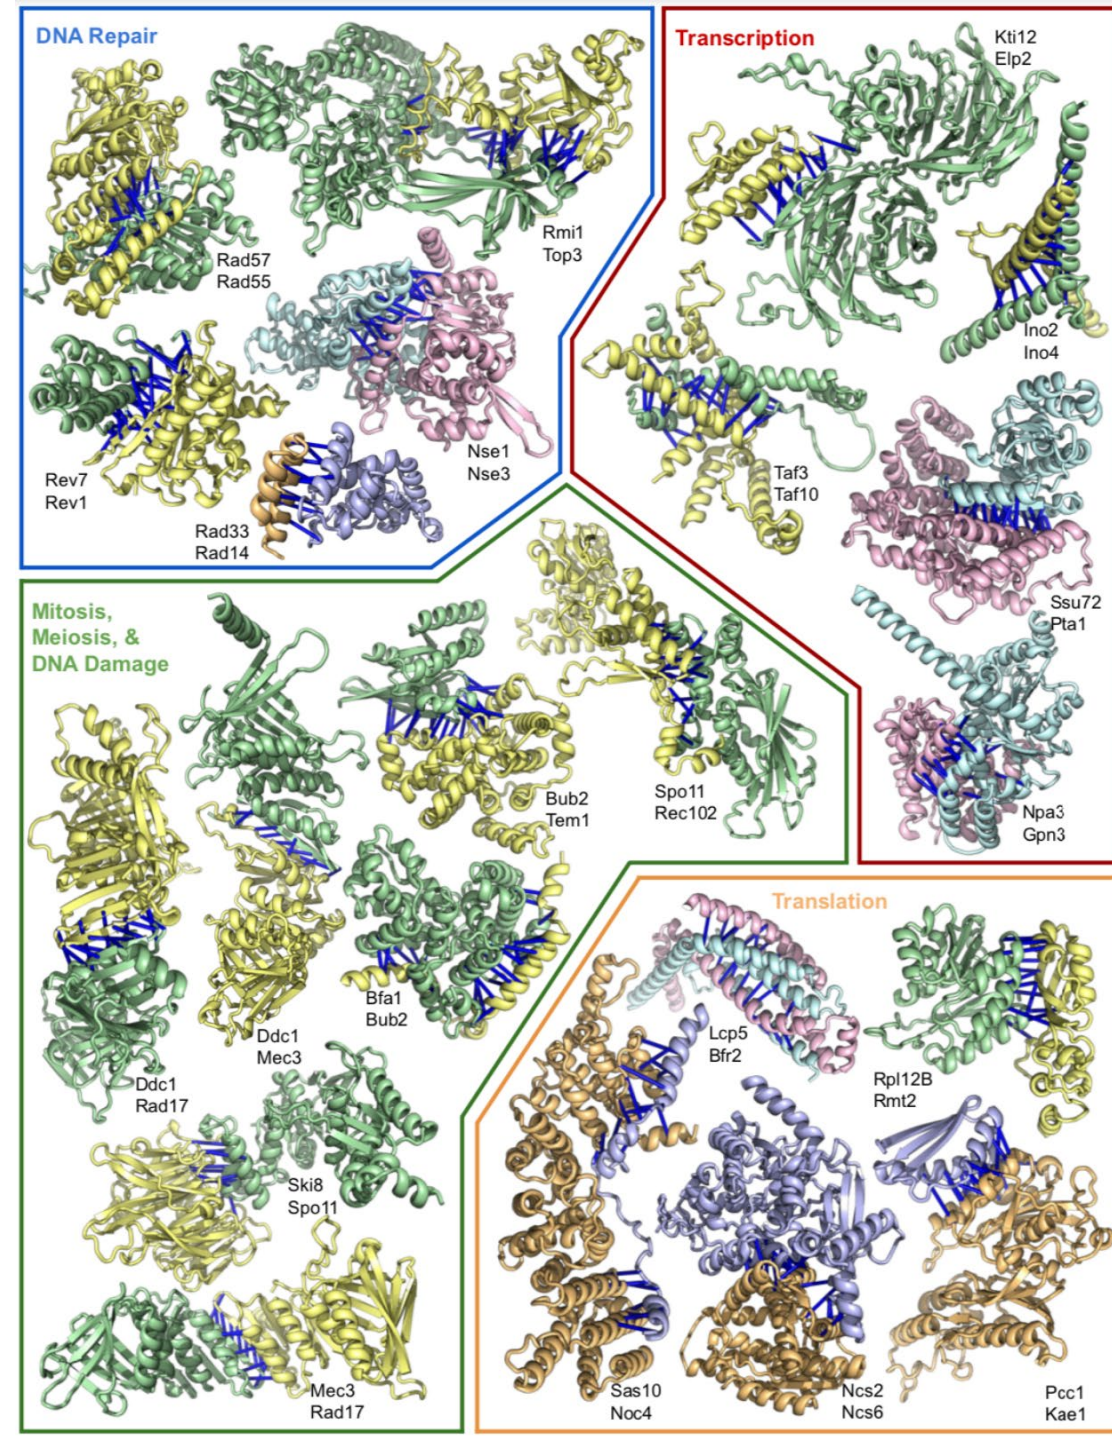 DNA Repair
Rad57
Rad55
Rmi1
Top3
Rev7
Rev1
Nse1
Nse3
Rad33
Rad14
Transcription
Kti12
Elp2
Ino2
Ino4
Taf3
Taf10
Ssu72
Pta1
Npa3
Gpn3
Mitosis,
Meiosis, &
DNA Damage
Bub2
Tem1
Spo11
Rec102
Bfa1
Bub2
Ddc1
Mec3
Ddc1
Rad17
Ski8
Spo11
Mec3
Rad17
Translation
Lcp5
Bfr2
Rpl12B
Rmt2
Sas10
Noc4
Ncs2
Ncs6
Pcc1
Kae1